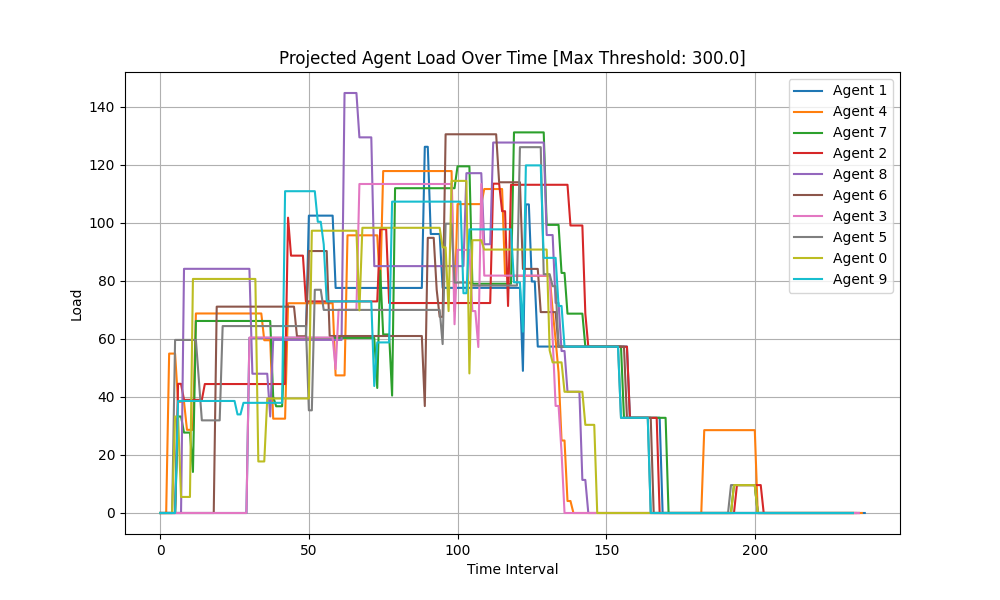 Projected Agent Load Over Time [Max Threshold: 300.0]
Load
140
120
100
80
60
40
20
0
0 50 100 150 200
Time Interval
Agent 1
Agent 4
Agent 7
Agent 2
Agent 8
Agent 6
Agent 3
Agent 5
Agent 0
Agent 9